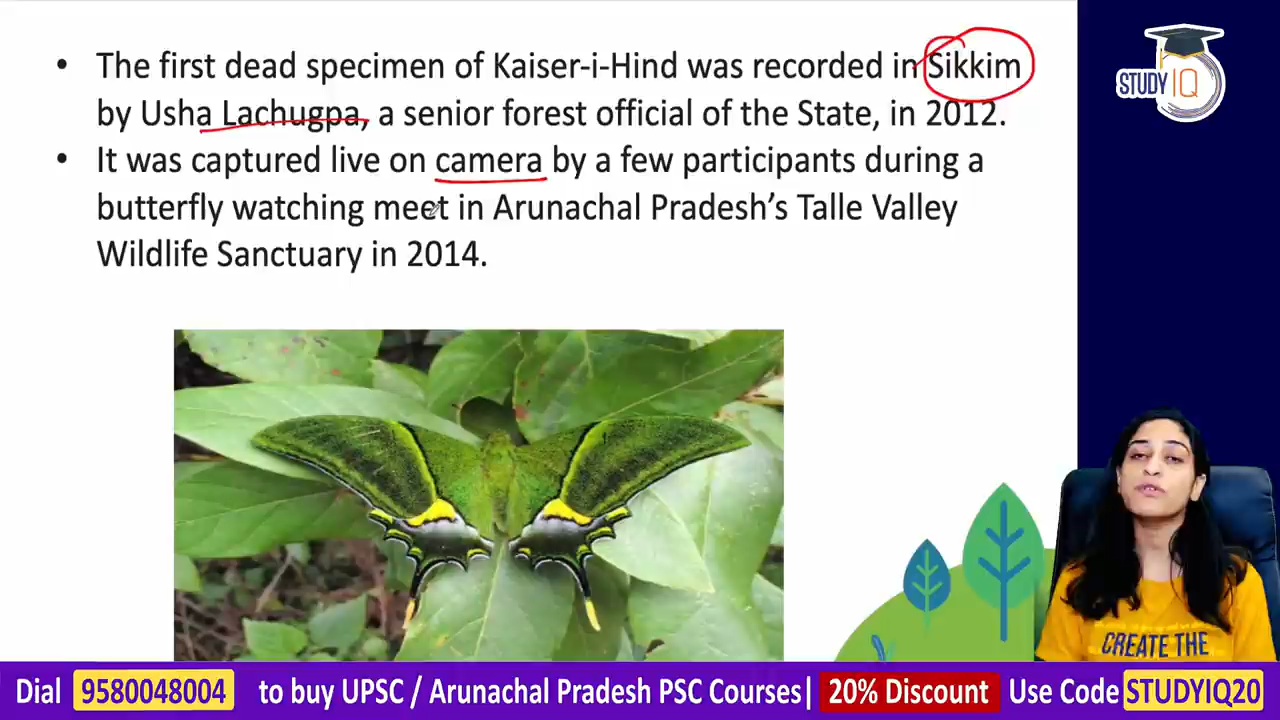 • The first dead specimen of Kaiser-i-Hind was recorded in Sikkim
by Usha Lachugpa, a senior forest official of the State, in 2012.
• It was captured live on camera by a few participants during a
butterfly watching meet in Arunachal Pradesh’s Talle Valley
Wildlife Sanctuary in 2014.
STUDY IQ
CREATE THE
Dial 9580048004 to buy UPSC / Arunachal Pradesh PSC Courses| 20% Discount Use Code STUDYIQ20